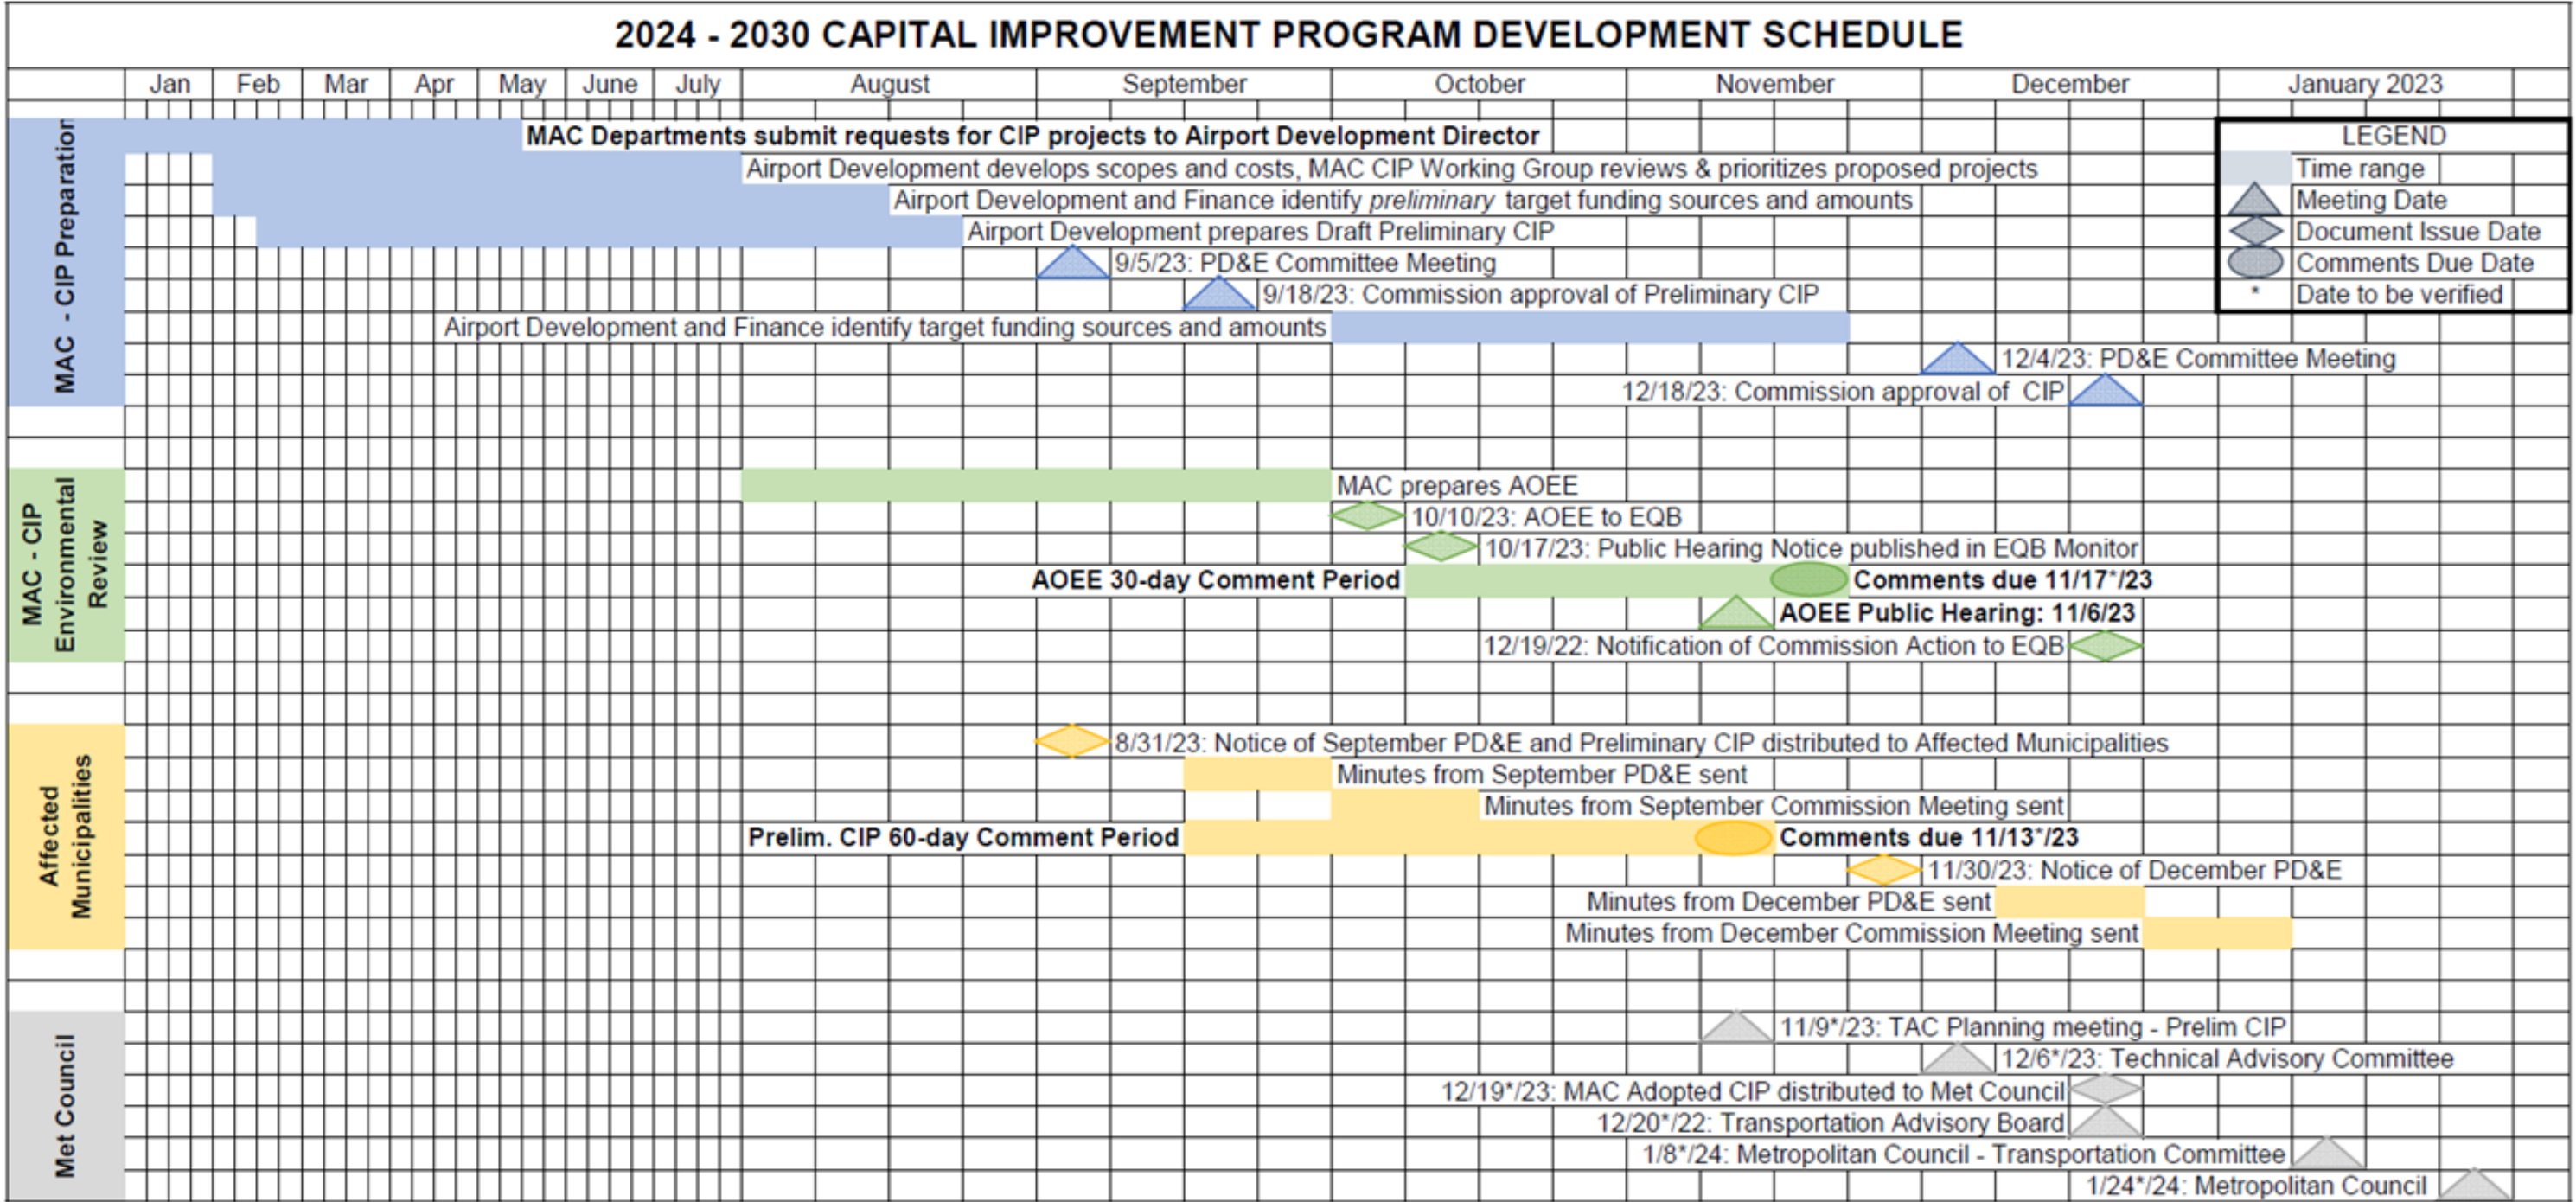 2024 - 2030 CAPITAL IMPROVEMENT PROGRAM DEVELOPMENT SCHEDULE
Jan Feb Mar Apr May June July August September October November December January 2023
MAC - CIP Preparation
MAC Departments submit requests for CIP projects to Airport Development Director
Airport Development develops scopes and costs, MAC CIP Working Group reviews & prioritizes proposed projects
Airport Development and Finance identify preliminary target funding sources and amounts
Airport Development prepares Draft Preliminary CIP
9/5/23: PD&E Committee Meeting
9/18/23: Commission approval of Preliminary CIP
Airport Development and Finance identify target funding sources and amounts
12/4/23: PD&E Committee Meeting
12/18/23: Commission approval of CIP
LEGEND
Time range
Meeting Date
Document Issue Date
Comments Due Date
* Date to be verified
MAC - CIP
Environmental
Review
MAC prepares AOEE
10/10/23: AOEE to EQB
10/17/23: Public Hearing Notice published in EQB Monitor
AOEE 30-day Comment Period Comments due 11/17*/23
AOEE Public Hearing: 11/6/23
12/19/22: Notification of Commission Action to EQB
Affected
Municipalities
8/31/23: Notice of September PD&E and Preliminary CIP distributed to Affected Municipalities
Minutes from September PD&E sent
Minutes from September Commission Meeting sent
Prelim. CIP 60-day Comment Period Comments due 11/13*/23
11/30/23: Notice of December PD&E
Minutes from December PD&E sent
Minutes from December Commission Meeting sent
Met Council
11/9*/23: TAC Planning meeting - Prelim CIP
12/6*/23: Technical Advisory Committee
12/19*/23: MAC Adopted CIP distributed to Met Council
12/20*/22: Transportation Advisory Board
1/8*/24: Metropolitan Council - Transportation Committee
1/24*/24: Metropolitan Council